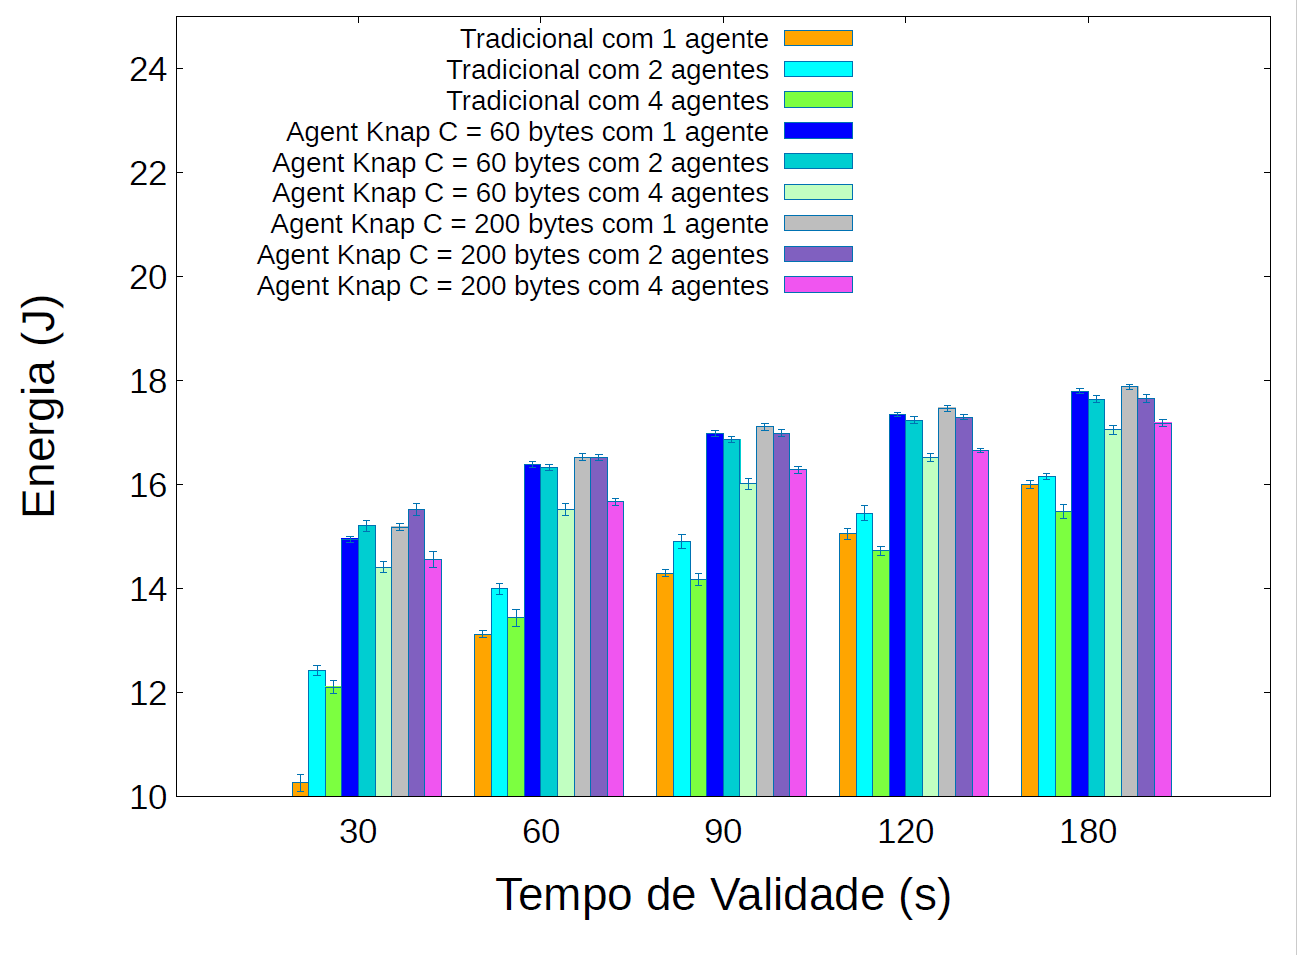 Tradicional com 1 agente
Tradicional com 2 agentes
Tradicional com 4 agentes
Agent Knap C = 60 bytes com 1 agente
Agent Knap C = 60 bytes com 2 agentes
Agent Knap C = 60 bytes com 4 agentes
Agent Knap C = 200 bytes com 1 agente
Agent Knap C = 200 bytes com 2 agentes
Agent Knap C = 200 bytes com 4 agentes
24
22
20
18
16
14
12
10
Energia (J)
30 60 90 120 180
Tempo de Validade (s)